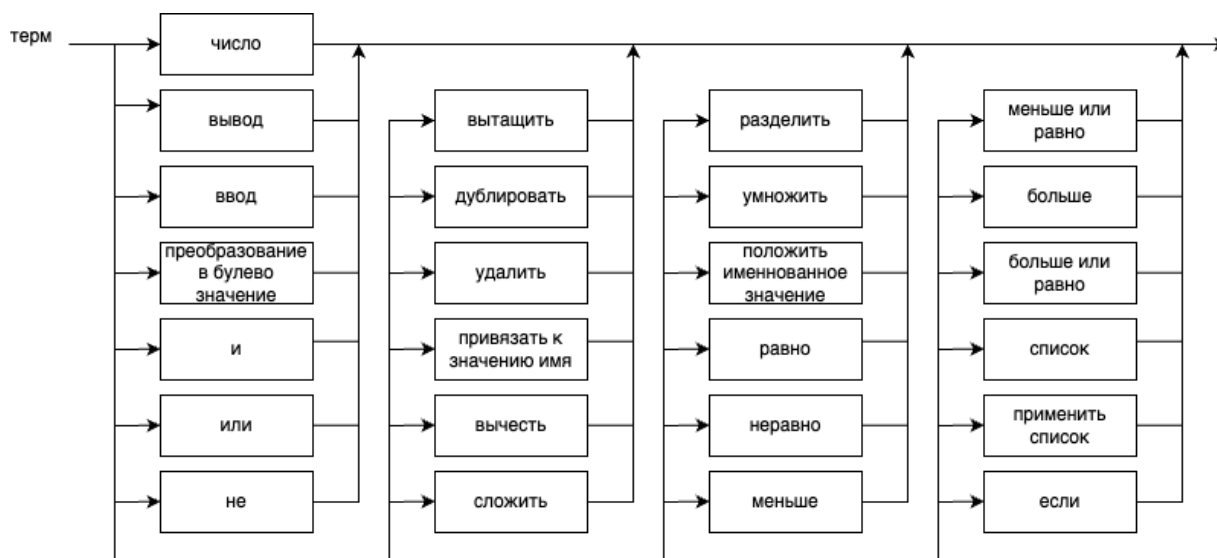 терм
число
вывод
ввод
преобразование
в булево
значение
и
или
не
вытащить
дублировать
удалить
привязать к
значению имя
вычесть
сложить
разделить
умножить
положить
именнованное
значение
равно
неравно
меньше
меньше или
равно
больше
больше или
равно
список
применить
список
если